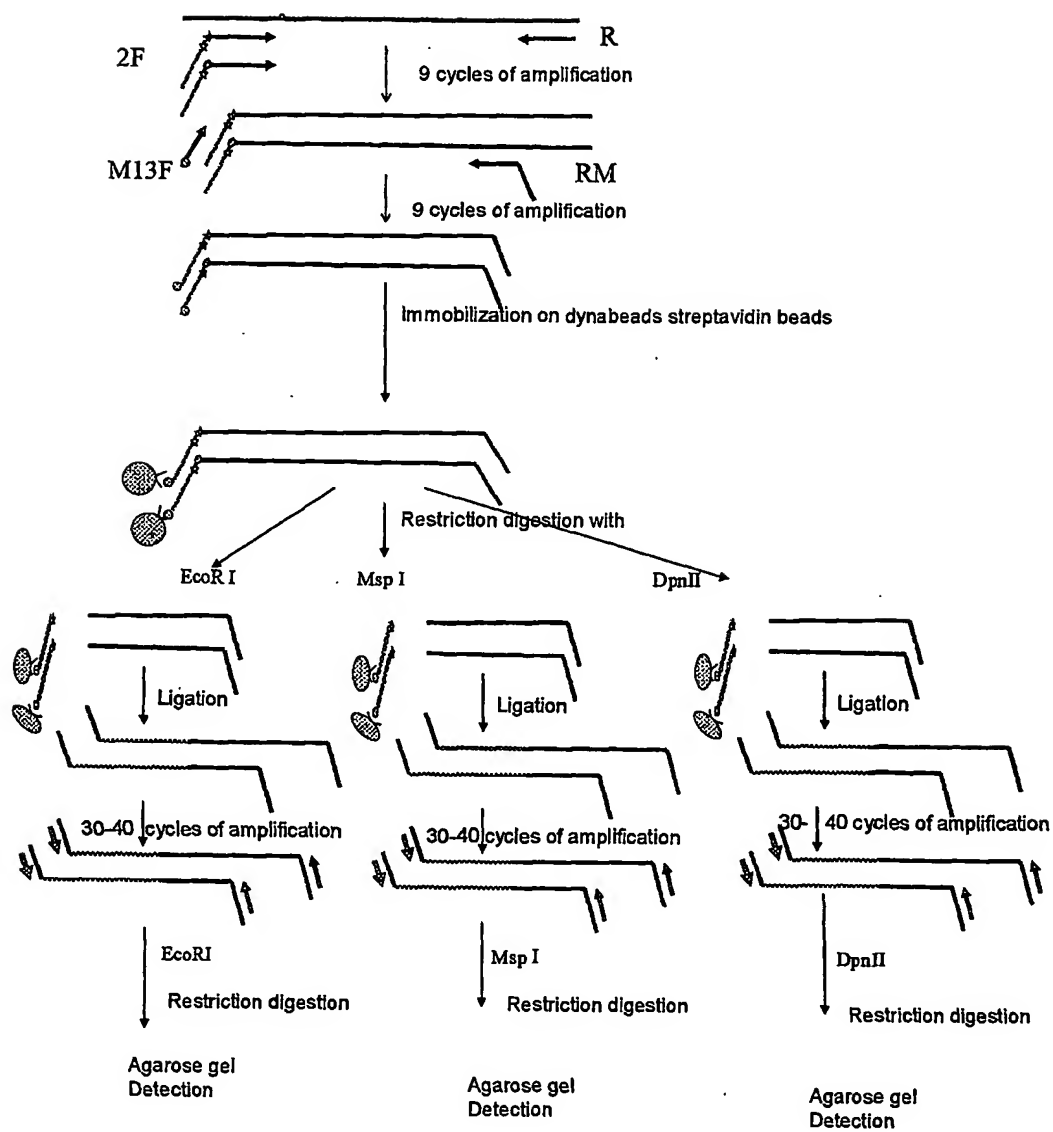 2F
R
9 cycles of amplification
M13F
RM
9 cycles of amplification
Immobilization on dynabeads streptavidin beads
Restriction digestion with
EcoR I
Msp I
DpnII
Ligation
Ligation
Ligation
30-40 cycles of amplification
30-40 cycles of amplification
30- 40 cycles of amplification
EcoRI
Msp I
DpnII
Restriction digestion
Restriction digestion
Restriction digestion
Agarose gel
Detection
Agarose gel
Detection
Agarose gel
Detection